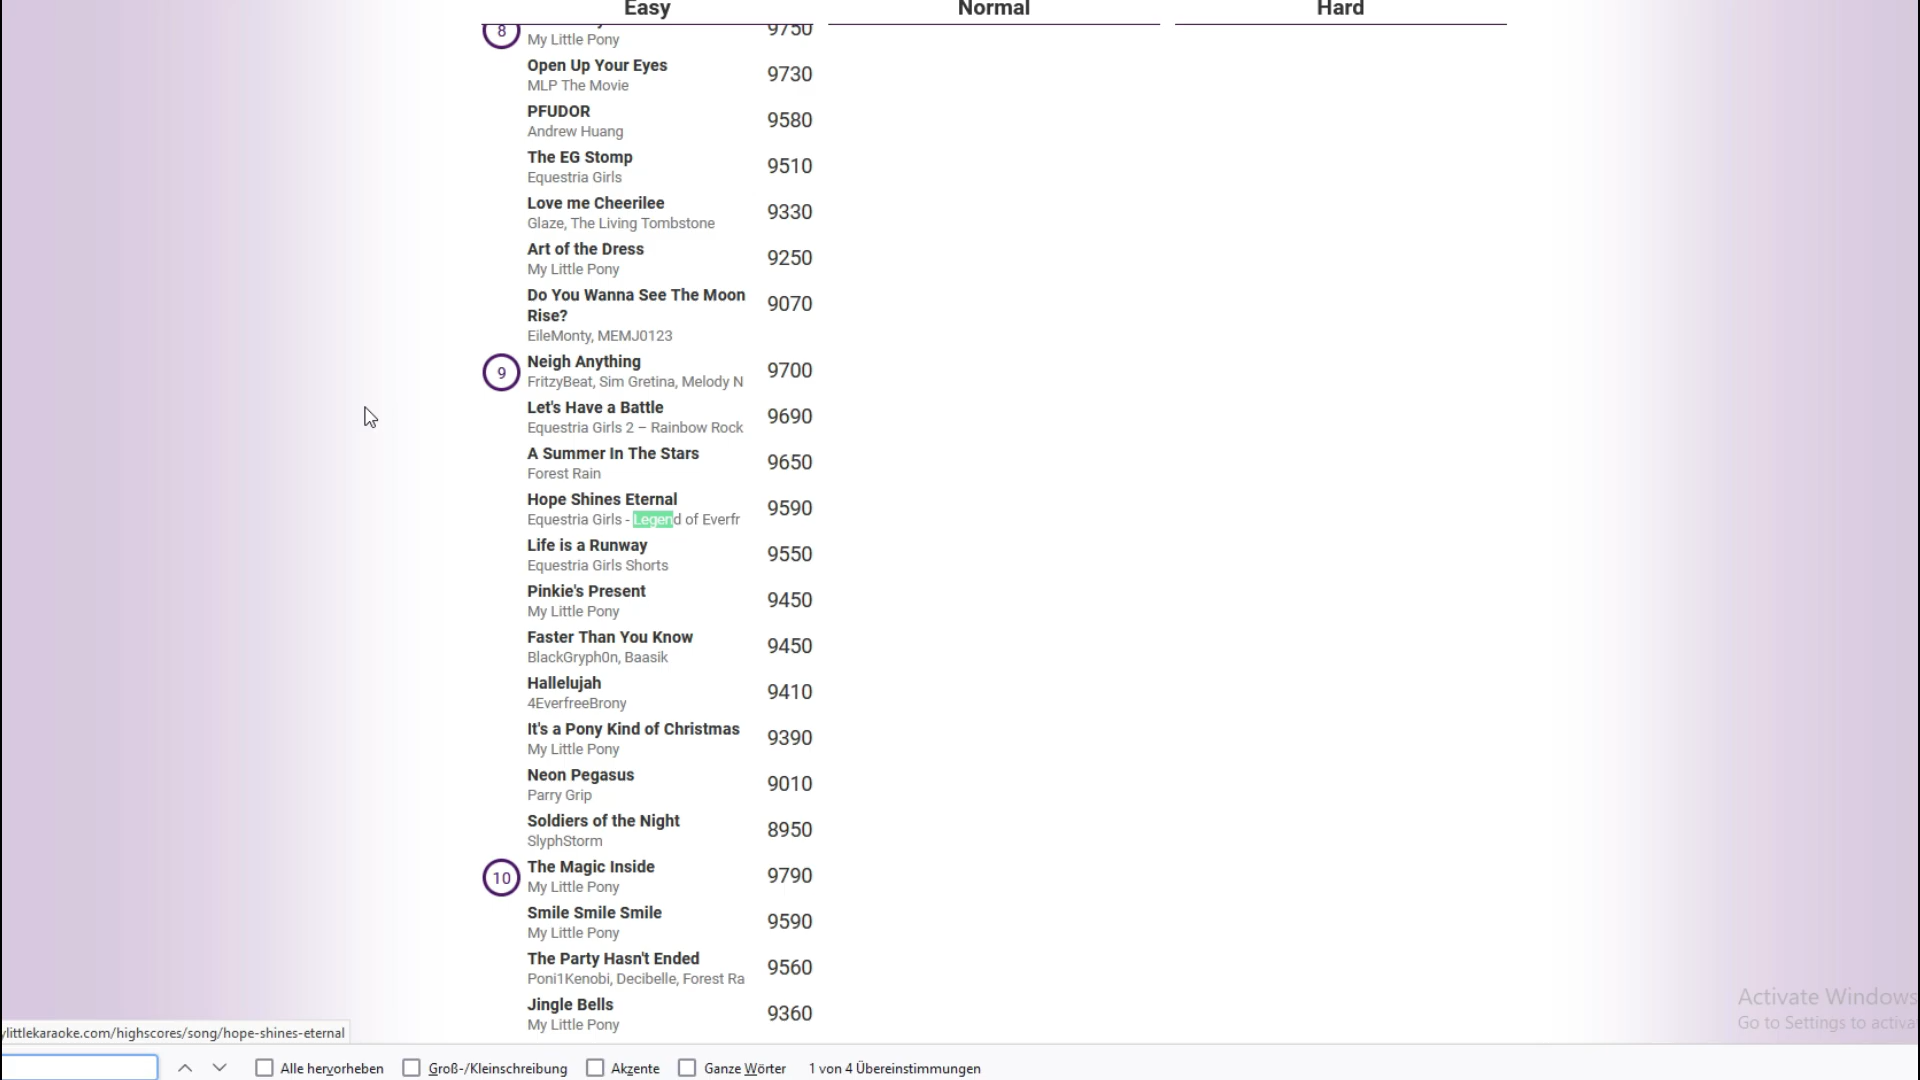 Easy Normal Hard
8 9750
My Little Pony
Open Up Your Eyes 9730
MLP The Movie
PFUDOR 9580
Andrew Huang
The EG Stomp 9510
Equestria Girls
Love me Cheerilee 9330
Glaze, The Living Tombstone
Art of the Dress 9250
My Little Pony
Do You Wanna See The Moon 9070
Rise?
EileMonty, MEMJ0123
9 Neigh Anything 9700
FritzyBeat, Sim Gretina, Melody N
Let's Have a Battle 9690
Equestria Girls 2 – Rainbow Rock
A Summer In The Stars 9650
Forest Rain
Hope Shines Eternal 9590
Equestria Girls - Legend of Everfr
Life is a Runway 9550
Equestria Girls Shorts
Pinkie's Present 9450
My Little Pony
Faster Than You Know 9450
BlackGryph0n, Baasik
Hallelujah 9410
4EverfreeBrony
It's a Pony Kind of Christmas 9390
My Little Pony
Neon Pegasus 9010
Parry Grip
Soldiers of the Night 8950
SlyphStorm
10 The Magic Inside 9790
My Little Pony
Smile Smile Smile 9590
My Little Pony
The Party Hasn't Ended 9560
Poni1Kenobi, Decibelle, Forest Ra
Jingle Bells 9360
My Little Pony
Activate Windows
Go to Settings to activa
ylittlekaraoke.com/highscores/song/hope-shines-eternal
Alle hervorheben Groß-/Kleinschreibung Akzente Ganze Wörter 1 von 4 Übereinstimmungen